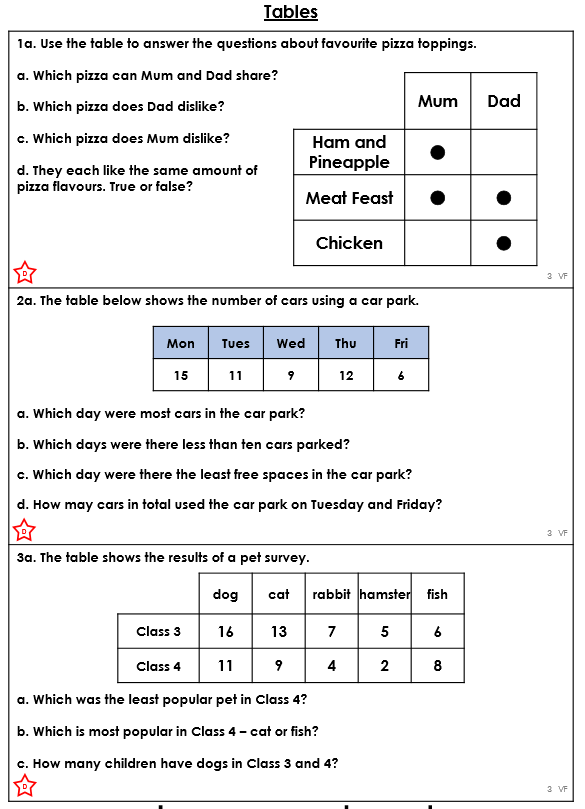 Tables
1a. Use the table to answer the questions about favourite pizza toppings.
a. Which pizza can Mum and Dad share?
b. Which pizza does Dad dislike?
c. Which pizza does Mum dislike?
d. They each like the same amount of
pizza flavours. True or false?
Mum Dad
Ham and
Pineapple
Meat Feast
Chicken
D
3 VF
2a. The table below shows the number of cars using a car park.
Mon Tues Wed Thu Fri
15 11 9 12 6
a. Which day were most cars in the car park?
b. Which days were there less than ten cars parked?
c. Which day were there the least free spaces in the car park?
d. How may cars in total used the car park on Tuesday and Friday?
D
3 VF
3a. The table shows the results of a pet survey.
dog cat rabbit hamster fish
Class 3 16 13 7 5 6
Class 4 11 9 4 2 8
a. Which was the least popular pet in Class 4?
b. Which is most popular in Class 4 – cat or fish?
c. How many children have dogs in Class 3 and 4?
D
3 VF